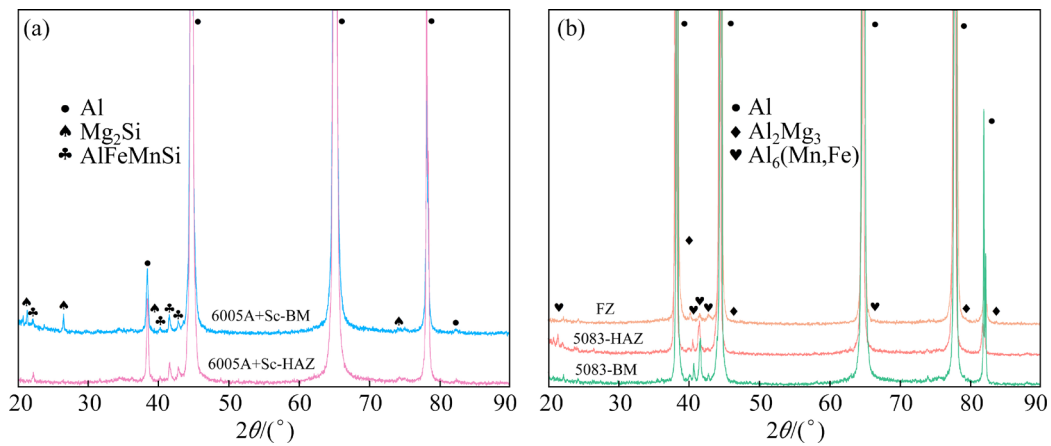 (a)
● Al
♠ Mg₂Si
♣ AlFeMnSi
6005A+Sc-BM
6005A+Sc-HAZ
20 30 40 50 60 70 80 90
2θ/(°)
(b)
● Al
♦ Al₂Mg₃
♥ Al₆(Mn,Fe)
FZ
5083-HAZ
5083-BM
20 30 40 50 60 70 80 90
2θ/(°)